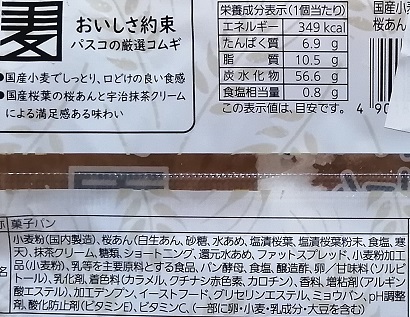 麦
おいしさ約束
パスコの厳選コムギ
●国産小麦でしっとり、口どけの良い食感
●国産桜葉の桜あんと宇治抹茶クリーム
による満足感ある味わい
栄養成分表示(1個当たり)
エネルギー 349 kcal
たんぱく質 6.9 g
脂質 10.5 g
炭水化物 56.6 g
食塩相当量 0.8 g
この表示値は、目安です。
国産小
桜あん
4 90
菓子パン
小麦粉(国内製造)、桜あん(白生あん、砂糖、水あめ、塩漬桜葉、塩漬桜葉粉末、食塩、寒
天)、抹茶クリーム、糖類、ショートニング、還元水あめ、ファットスプレッド、小麦粉加工
品(小麦粉)、乳等を主要原料とする食品、パン酵母、食塩、醸造酢、卵/甘味料(ソルビ
トール)、乳化剤、着色料(カラメル、クチナシ赤色素、カロチン)、香料、増粘剤(アルギン
酸エステル)、加工デンプン、イーストフード、グリセリンエステル、ミョウバン、pH調整
剤、酸化防止剤(ビタミンE)、ビタミンC、(一部に卵・小麦・乳成分・大豆を含む)